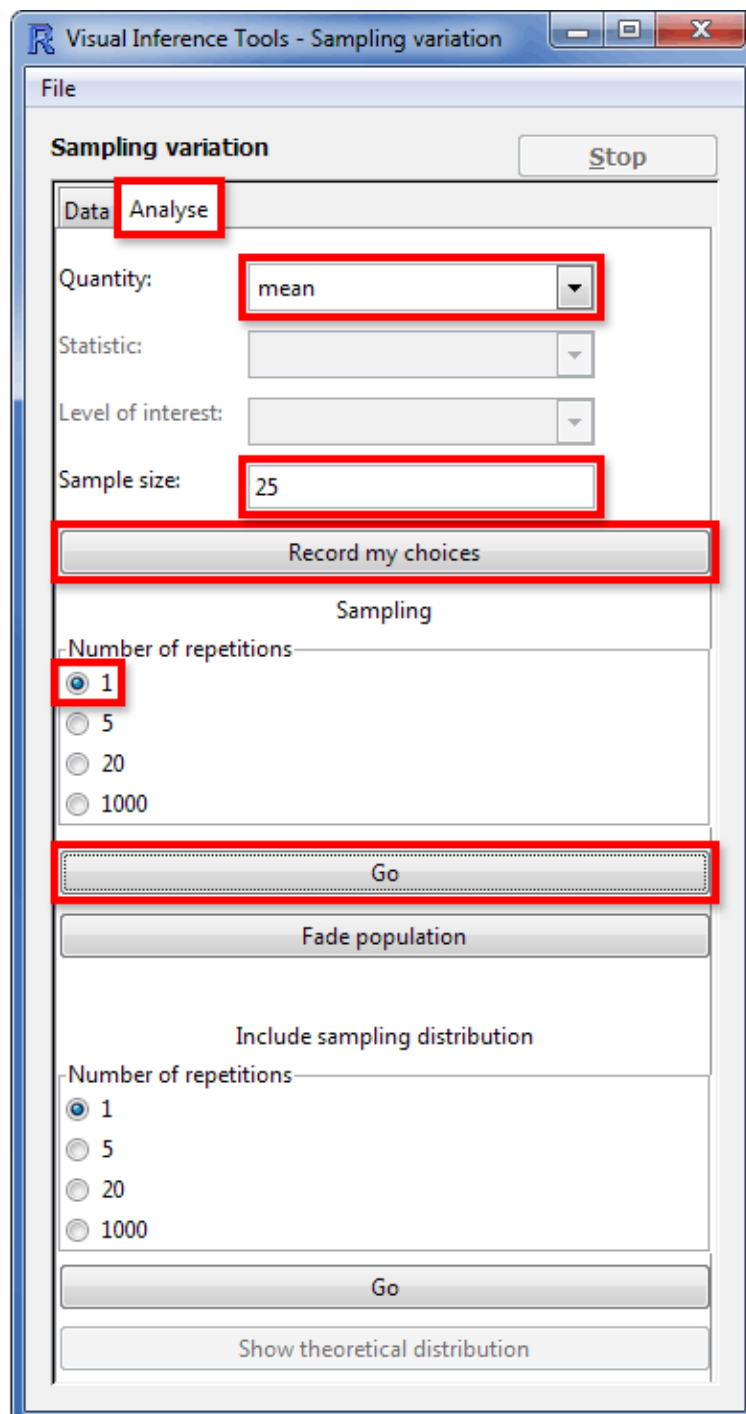 Visual Inference Tools - Sampling variation
File
Sampling variation
Stop
Data Analyse
Quantity: mean
Statistic:
Level of interest:
Sample size: 25
Record my choices
Sampling
Number of repetitions
1
5
20
1000
Go
Fade population
Include sampling distribution
Number of repetitions
1
5
20
1000
Go
Show theoretical distribution